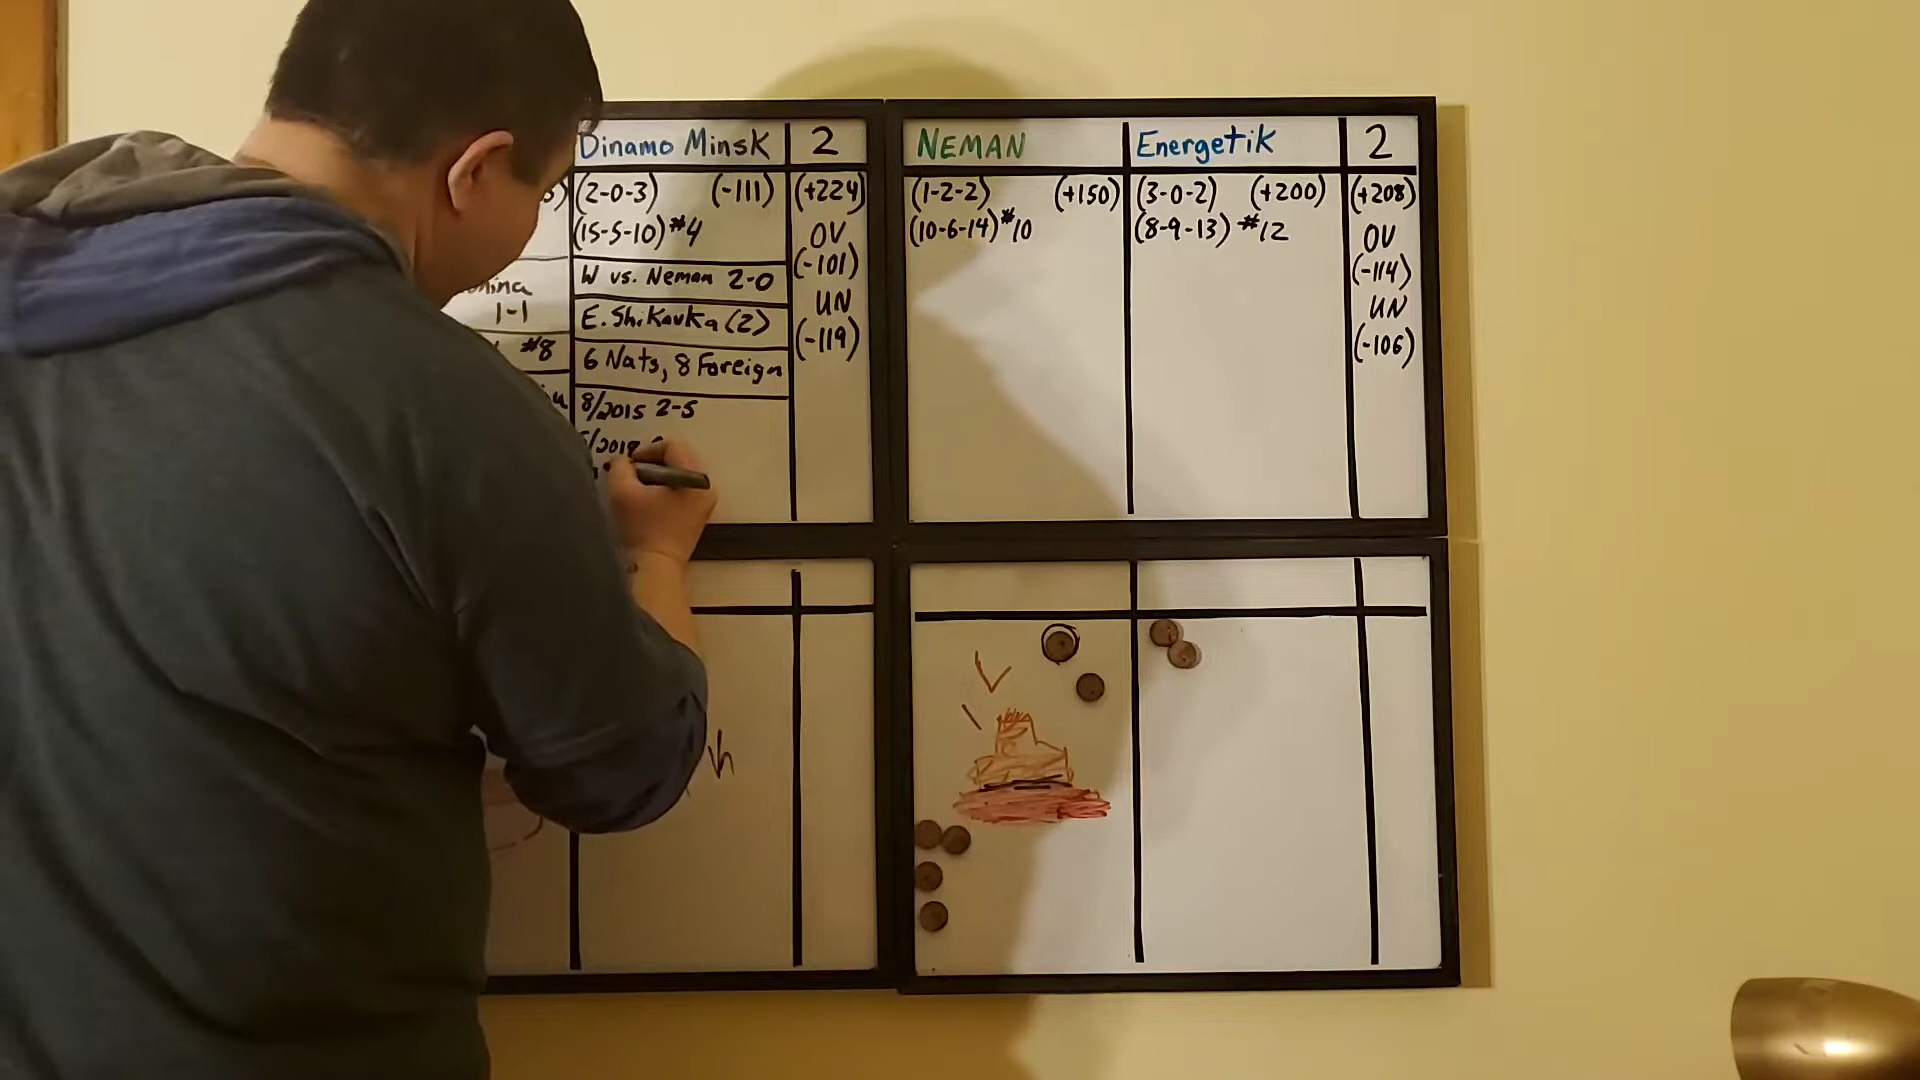 Dinamo Minsk 2
(2-0-3) (-111) (+224)
(15-5-10) #4 OV
(-101)
W vs. Neman 2-0
UN
E. Shikavka (2)
(-119)
6 Nats, 8 Foreign
8/2015 2-5
/2018
1-1
#8
NEMAN Energetik 2
(1-2-2) (+150) (3-0-2) (+200) (+208)
(10-6-14) #10 (8-9-13) #12 OV
(-114)
UN
(-106)